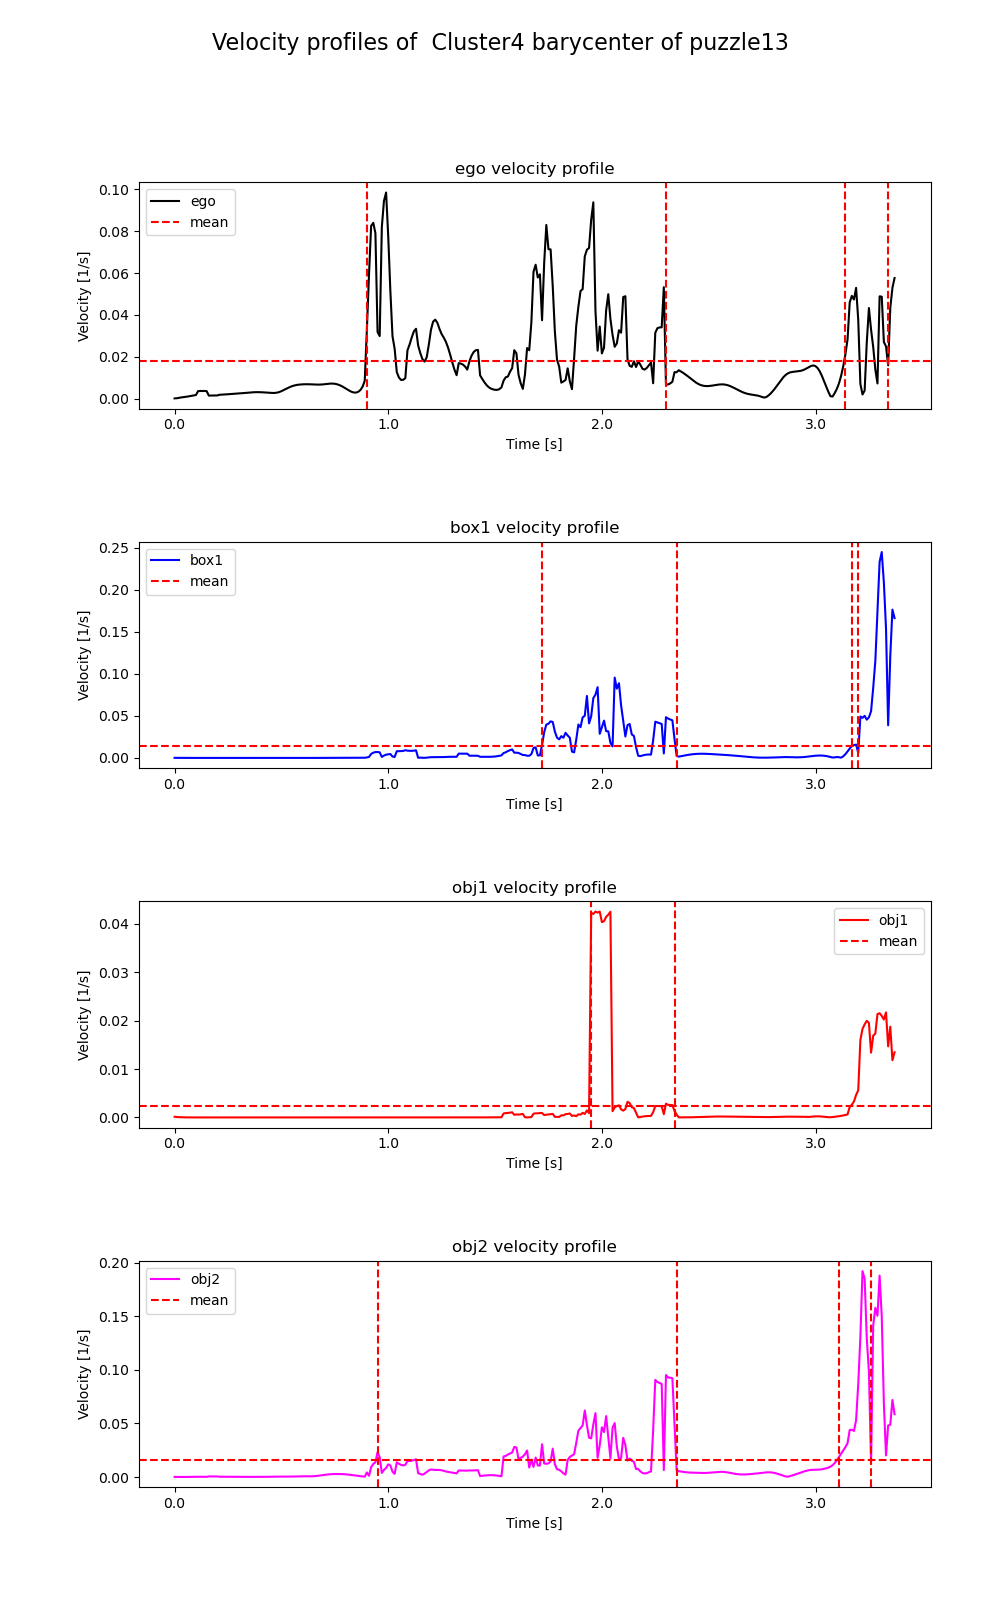 Velocity profiles of  Cluster4 barycenter of puzzle13
ego velocity profile
ego
mean
Velocity [1/s]
0.10
0.08
0.06
0.04
0.02
0.00
0.0 1.0 2.0 3.0
Time [s]
box1 velocity profile
box1
mean
Velocity [1/s]
0.25
0.20
0.15
0.10
0.05
0.00
0.0 1.0 2.0 3.0
Time [s]
obj1 velocity profile
obj1
mean
Velocity [1/s]
0.04
0.03
0.02
0.01
0.00
0.0 1.0 2.0 3.0
Time [s]
obj2 velocity profile
obj2
mean
Velocity [1/s]
0.20
0.15
0.10
0.05
0.00
0.0 1.0 2.0 3.0
Time [s]